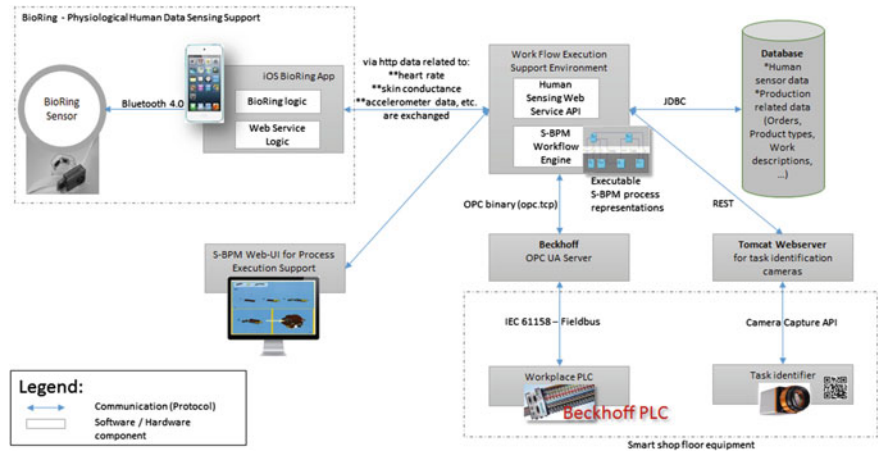 BioRing - Physiological Human Data Sensing Support
BioRing
Sensor
Bluetooth 4.0
iOS BioRing App
BioRing logic
Web Service
Logic
via http data related to:
**heart rate
**skin conductance
**accelerometer data, etc.
are exchanged
Work Flow Execution
Support Environment
Human
Sensing Web
Service API
S-BPM
Workflow
Engine
Executable
S-BPM process
representations
JDBC
Database
*Human
sensor data
*Production
related data
(Orders,
Product types,
Work
descriptions,
...)
OPC binary (opc.tcp)
REST
S-BPM Web-UI for Process
Execution Support
Beckhoff
OPC UA Server
Tomcat Webserver
for task identification
cameras
IEC 61158 – Fieldbus
Camera Capture API
Workplace PLC
Beckhoff PLC
Task identifier
Smart shop floor equipment
Legend:
Communication (Protocol)
Software / Hardware
component